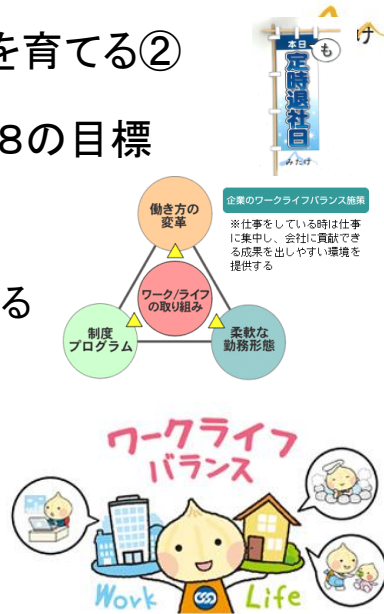 を育てる②
け
本日
も
定時退社日
みたけ
8の目標
企業のワークライフバランス施策
※仕事をしている時は仕事
に集中し、会社に貢献でき
る成果を出しやすい環境を
提供する
働き方の
変革
ワーク/ライフ
の取り組み
る
制度
プログラム
柔軟な
勤務形態
ワークライフ
バランス
Work
Life